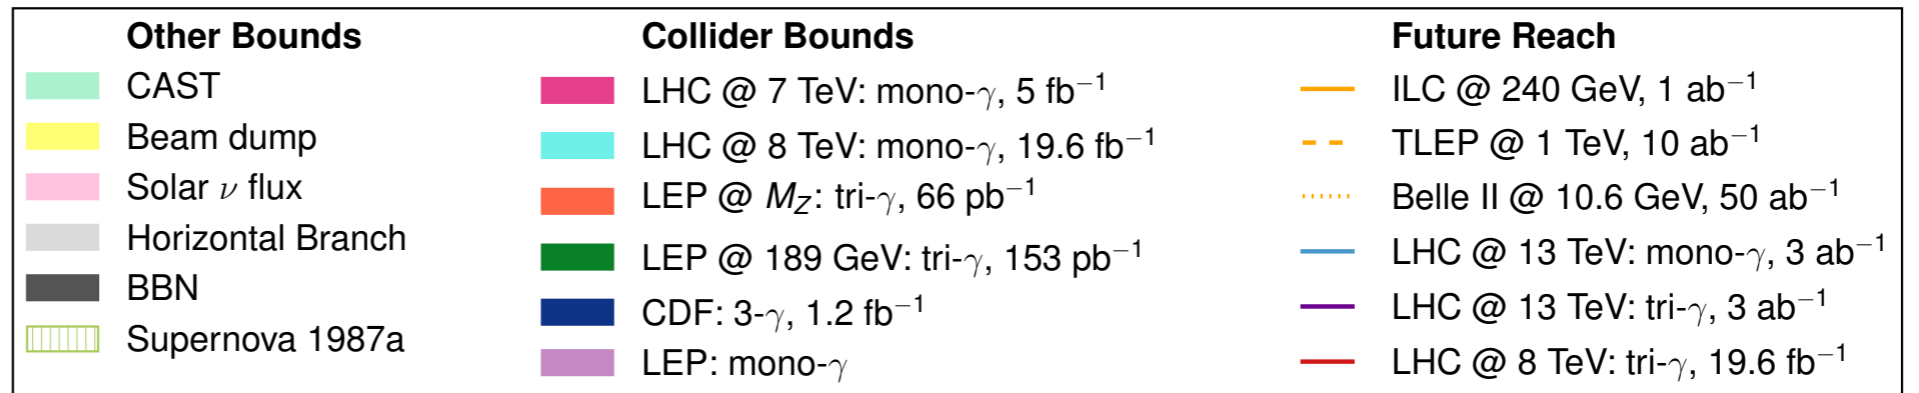 Other Bounds
CAST
Beam dump
Solar ν flux
Horizontal Branch
BBN
Supernova 1987a
Collider Bounds
LHC @ 7 TeV: mono-γ, 5 fb⁻¹
LHC @ 8 TeV: mono-γ, 19.6 fb⁻¹
LEP @ M_Z: tri-γ, 66 pb⁻¹
LEP @ 189 GeV: tri-γ, 153 pb⁻¹
CDF: 3-γ, 1.2 fb⁻¹
LEP: mono-γ
Future Reach
ILC @ 240 GeV, 1 ab⁻¹
TLEP @ 1 TeV, 10 ab⁻¹
Belle II @ 10.6 GeV, 50 ab⁻¹
LHC @ 13 TeV: mono-γ, 3 ab⁻¹
LHC @ 13 TeV: tri-γ, 3 ab⁻¹
LHC @ 8 TeV: tri-γ, 19.6 fb⁻¹